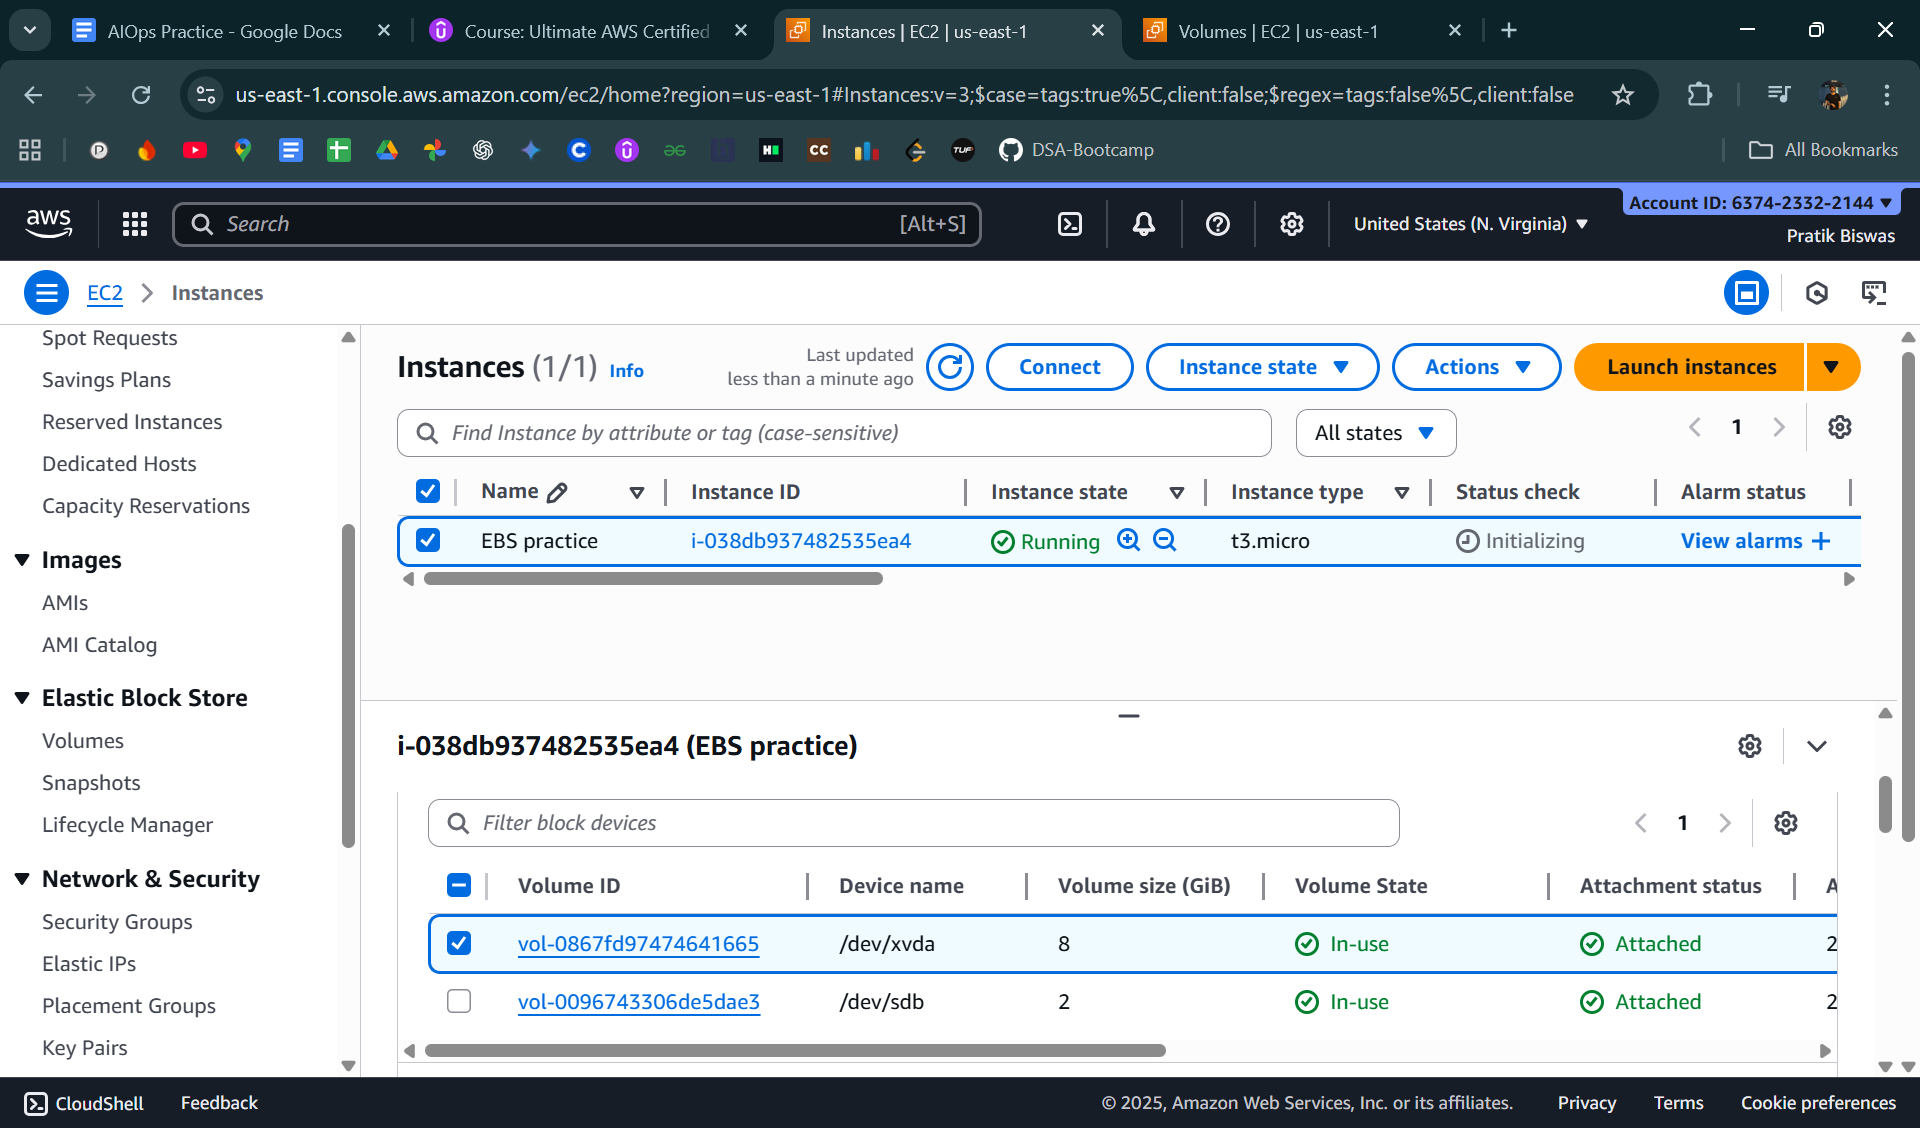 AIOps Practice - Google Docs
Course: Ultimate AWS Certified
Instances | EC2 | us-east-1
Volumes | EC2 | us-east-1
us-east-1.console.aws.amazon.com/ec2/home?region=us-east-1#Instances:v=3;$case=tags:true%5C,client:false;$regex=tags:false%5C,client:false
DSA-Bootcamp
All Bookmarks
aws
Search
[Alt+S]
United States (N. Virginia)
Account ID: 6374-2332-2144
Pratik Biswas
EC2
Instances
Spot Requests
Savings Plans
Reserved Instances
Dedicated Hosts
Capacity Reservations
Images
AMIs
AMI Catalog
Elastic Block Store
Volumes
Snapshots
Lifecycle Manager
Network & Security
Security Groups
Elastic IPs
Placement Groups
Key Pairs
Instances (1/1) Info
Last updated
less than a minute ago
Connect
Instance state
Actions
Launch instances
Find Instance by attribute or tag (case-sensitive)
All states
1
Name Instance ID Instance state Instance type Status check Alarm status
EBS practice i-038db937482535ea4 Running t3.micro Initializing View alarms
i-038db937482535ea4 (EBS practice)
Filter block devices
1
Volume ID Device name Volume size (GiB) Volume State Attachment status A
vol-0867fd97474641665 /dev/xvda 8 In-use Attached 2
vol-0096743306de5dae3 /dev/sdb 2 In-use Attached 2
CloudShell
Feedback
© 2025, Amazon Web Services, Inc. or its affiliates.
Privacy
Terms
Cookie preferences